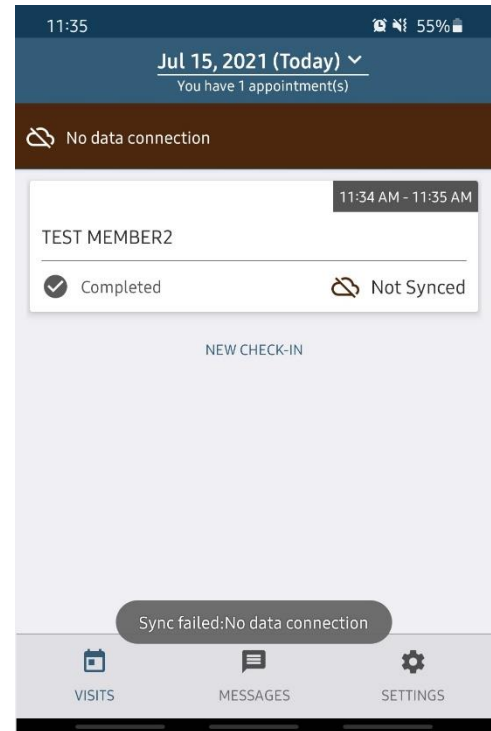 11:35 55%
Jul 15, 2021 (Today)
You have 1 appointment(s)
No data connection
11:34 AM - 11:35 AM
TEST MEMBER2
Completed Not Synced
NEW CHECK-IN
Sync failed:No data connection
VISITS MESSAGES SETTINGS